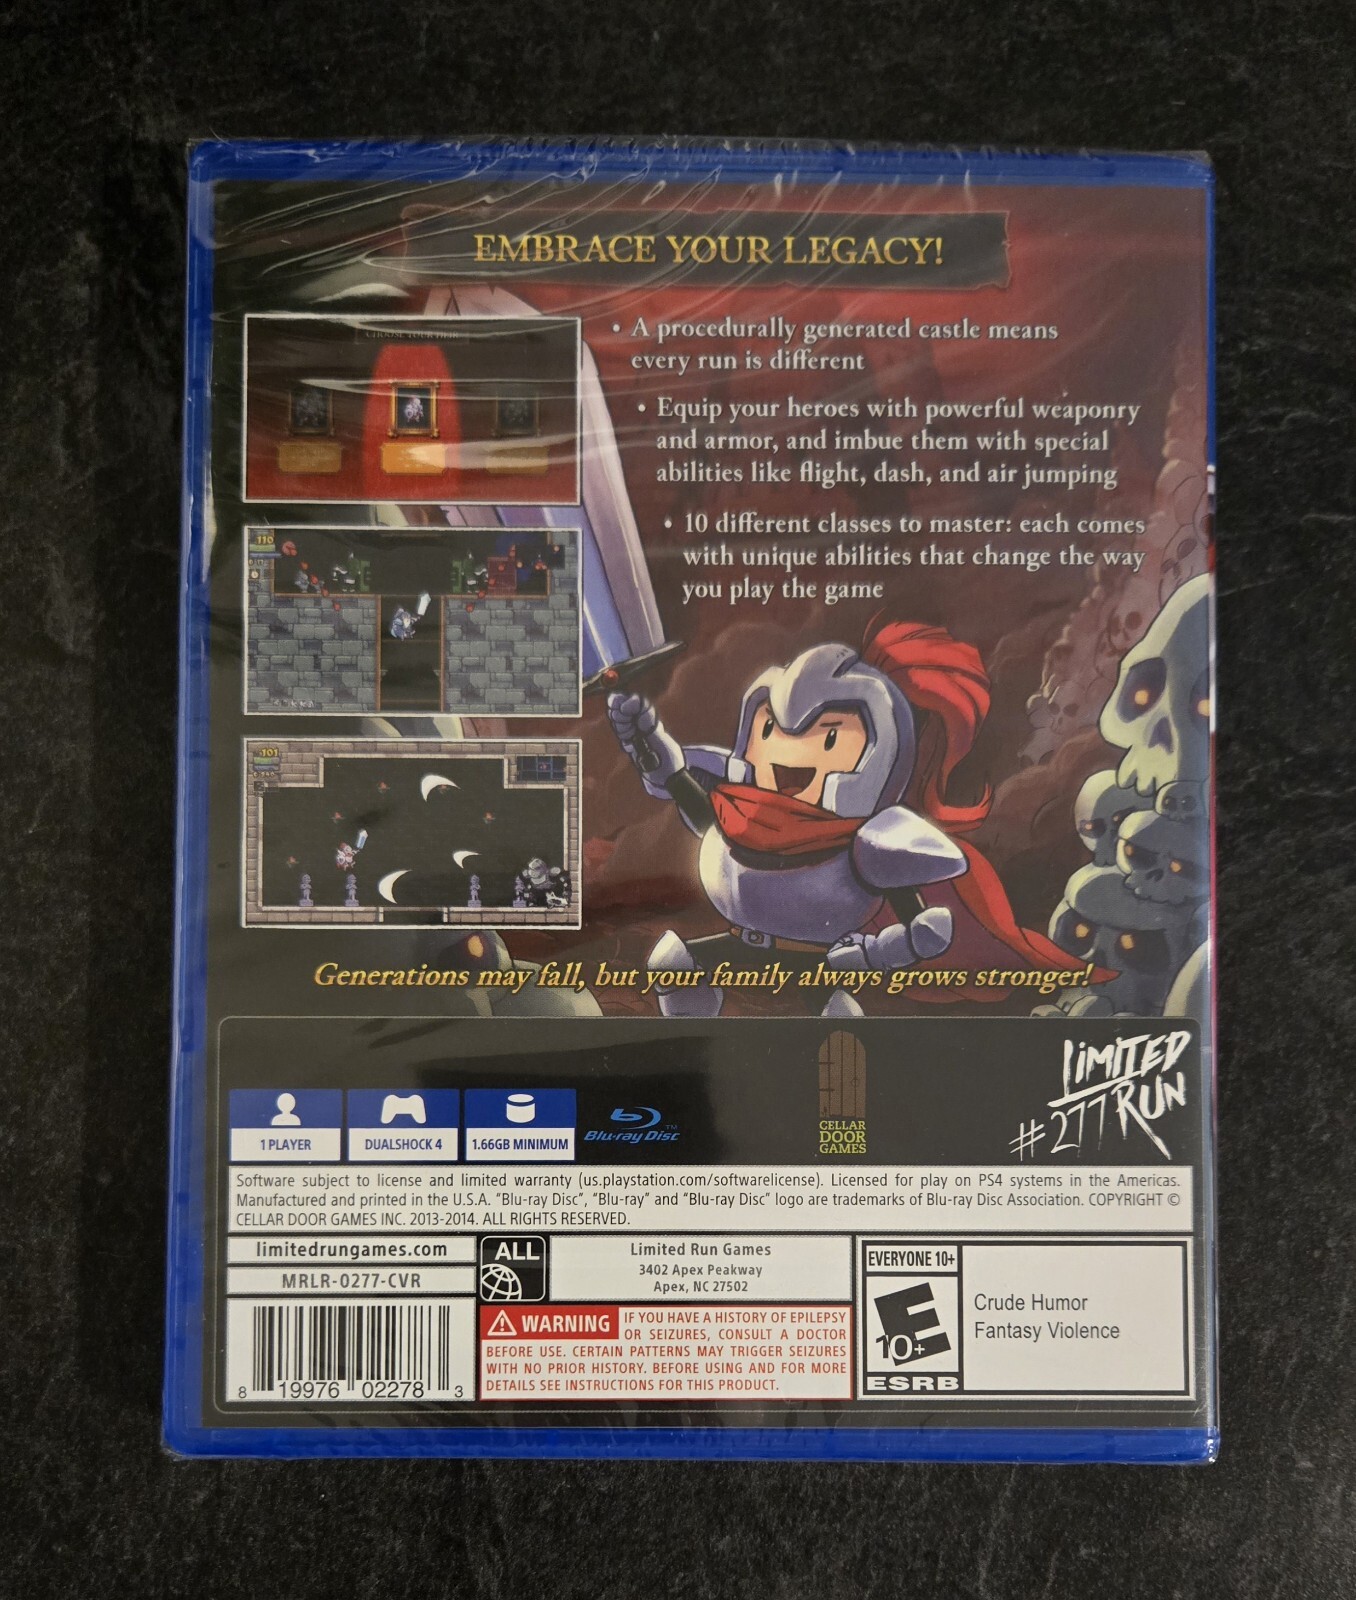 EMBRACE YOUR LEGACY!
CHOOSE YOUR HEIR
• A procedurally generated castle means
every run is different
• Equip your heroes with powerful weaponry
and armor, and imbue them with special
abilities like flight, dash, and air jumping
• 10 different classes to master: each comes
with unique abilities that change the way
you play the game
110
101
Generations may fall, but your family always grows stronger!
1 PLAYER
DUALSHOCK 4
1.66GB MINIMUM
Blu-ray Disc™
CELLAR
DOOR
GAMES
LIMITED
RUN
#277
Software subject to license and limited warranty (us.playstation.com/softwarelicense). Licensed for play on PS4 systems in the Americas.
Manufactured and printed in the U.S.A. “Blu-ray Disc”, “Blu-ray” and “Blu-ray Disc” logo are trademarks of Blu-ray Disc Association. COPYRIGHT ©
CELLAR DOOR GAMES INC. 2013-2014. ALL RIGHTS RESERVED.
limitedrungames.com
MRLR-0277-CVR
8 19976 02278 3
ALL
Limited Run Games
3402 Apex Peakway
Apex, NC 27502
WARNING IF YOU HAVE A HISTORY OF EPILEPSY
OR SEIZURES, CONSULT A DOCTOR
BEFORE USE. CERTAIN PATTERNS MAY TRIGGER SEIZURES
WITH NO PRIOR HISTORY. BEFORE USING AND FOR MORE
DETAILS SEE INSTRUCTIONS FOR THIS PRODUCT.
EVERYONE 10+
E
10+
ESRB
Crude Humor
Fantasy Violence